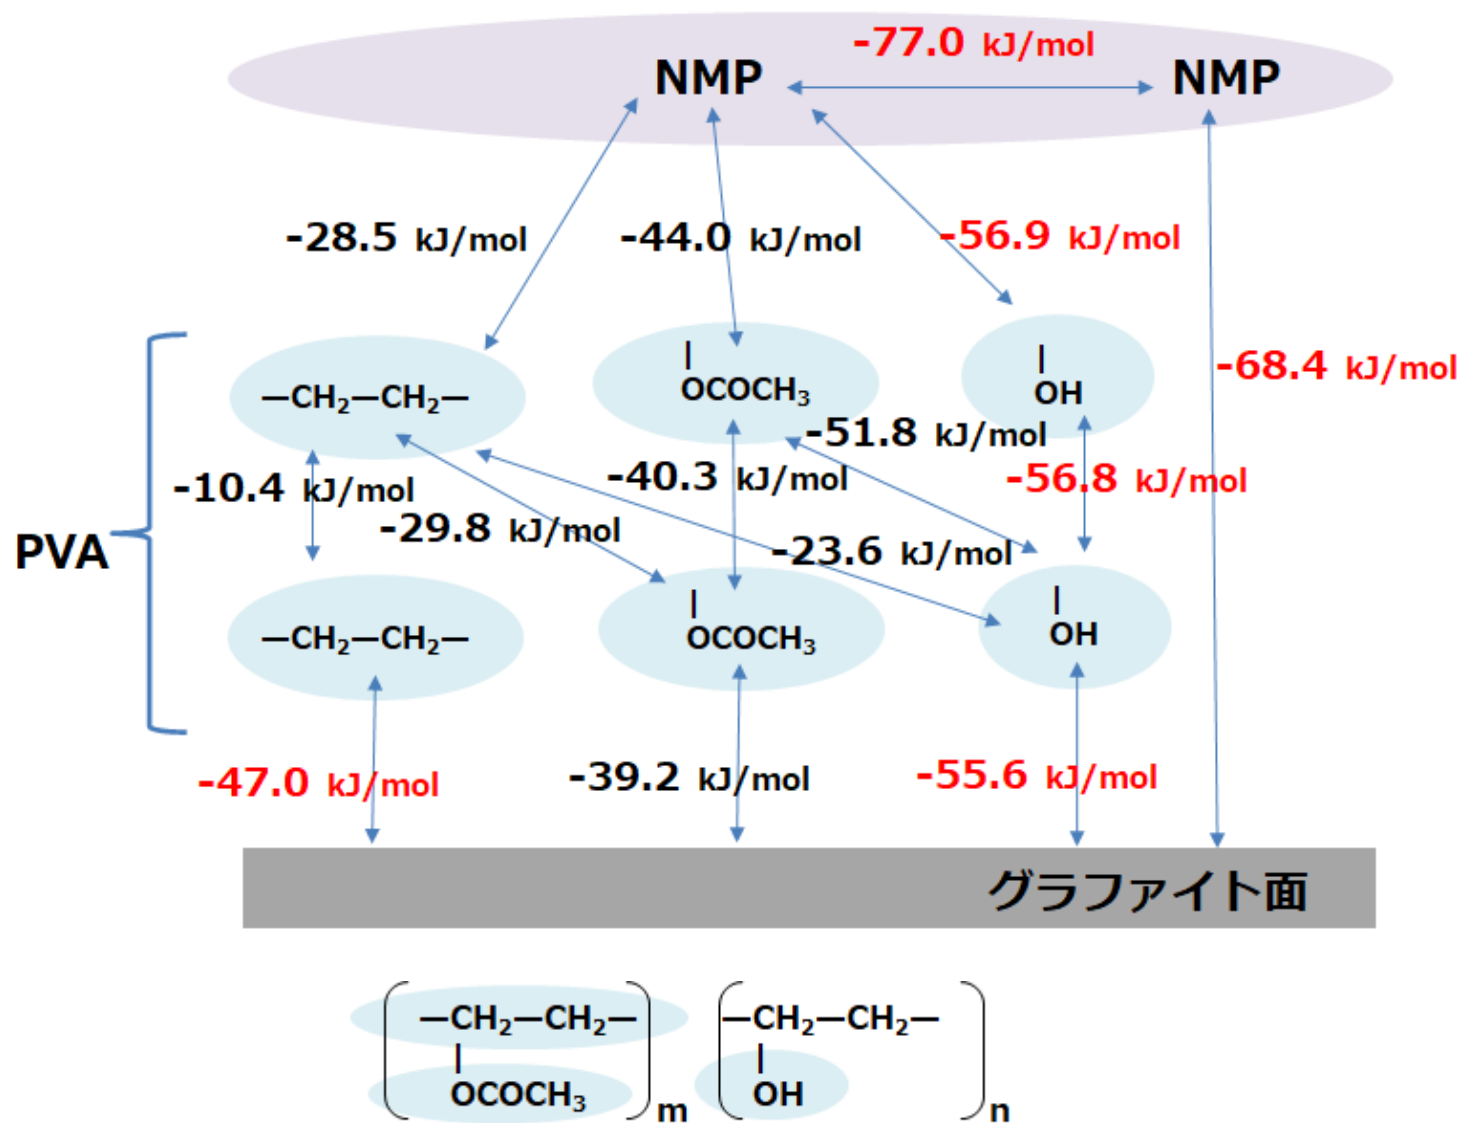 -77.0 kJ/mol
NMP NMP
-28.5 kJ/mol -44.0 kJ/mol -56.9 kJ/mol
-68.4 kJ/mol
—CH₂—CH₂— | OCOCH₃ | OH
-51.8 kJ/mol
-10.4 kJ/mol -40.3 kJ/mol -56.8 kJ/mol
-29.8 kJ/mol -23.6 kJ/mol
PVA
—CH₂—CH₂— | OCOCH₃ | OH
-47.0 kJ/mol -39.2 kJ/mol -55.6 kJ/mol
グラファイト面
—CH₂—CH₂— —CH₂—CH₂—
| |
OCOCH₃ m OH n